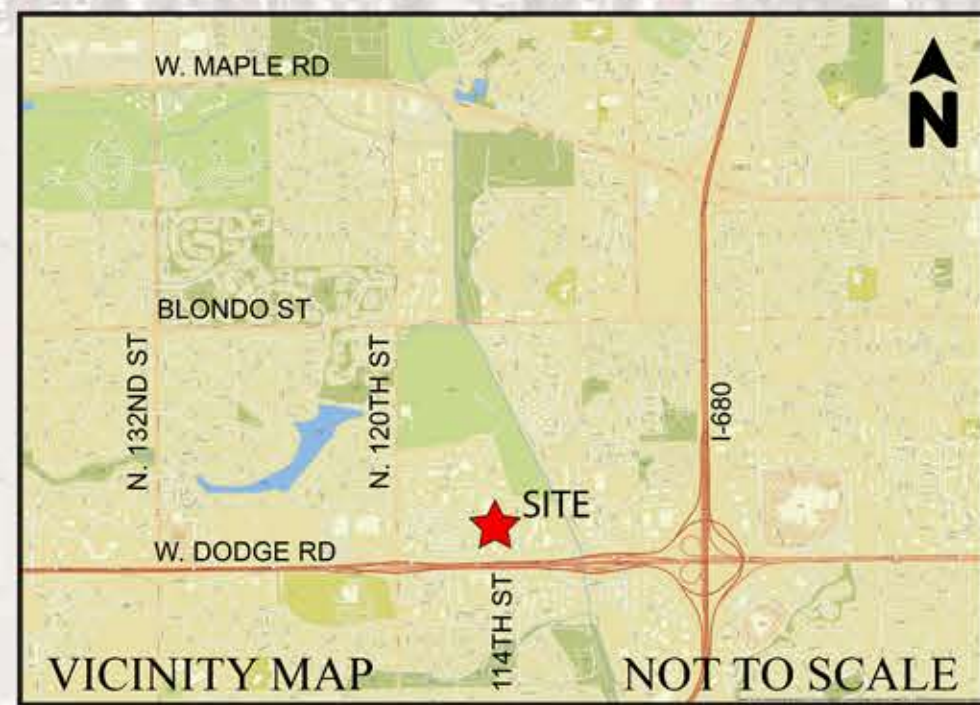 W. MAPLE RD
N
BLONDO ST
N. 132ND ST
N. 120TH ST
I-680
SITE
W. DODGE RD
114TH ST
VICINITY MAP
NOT TO SCALE